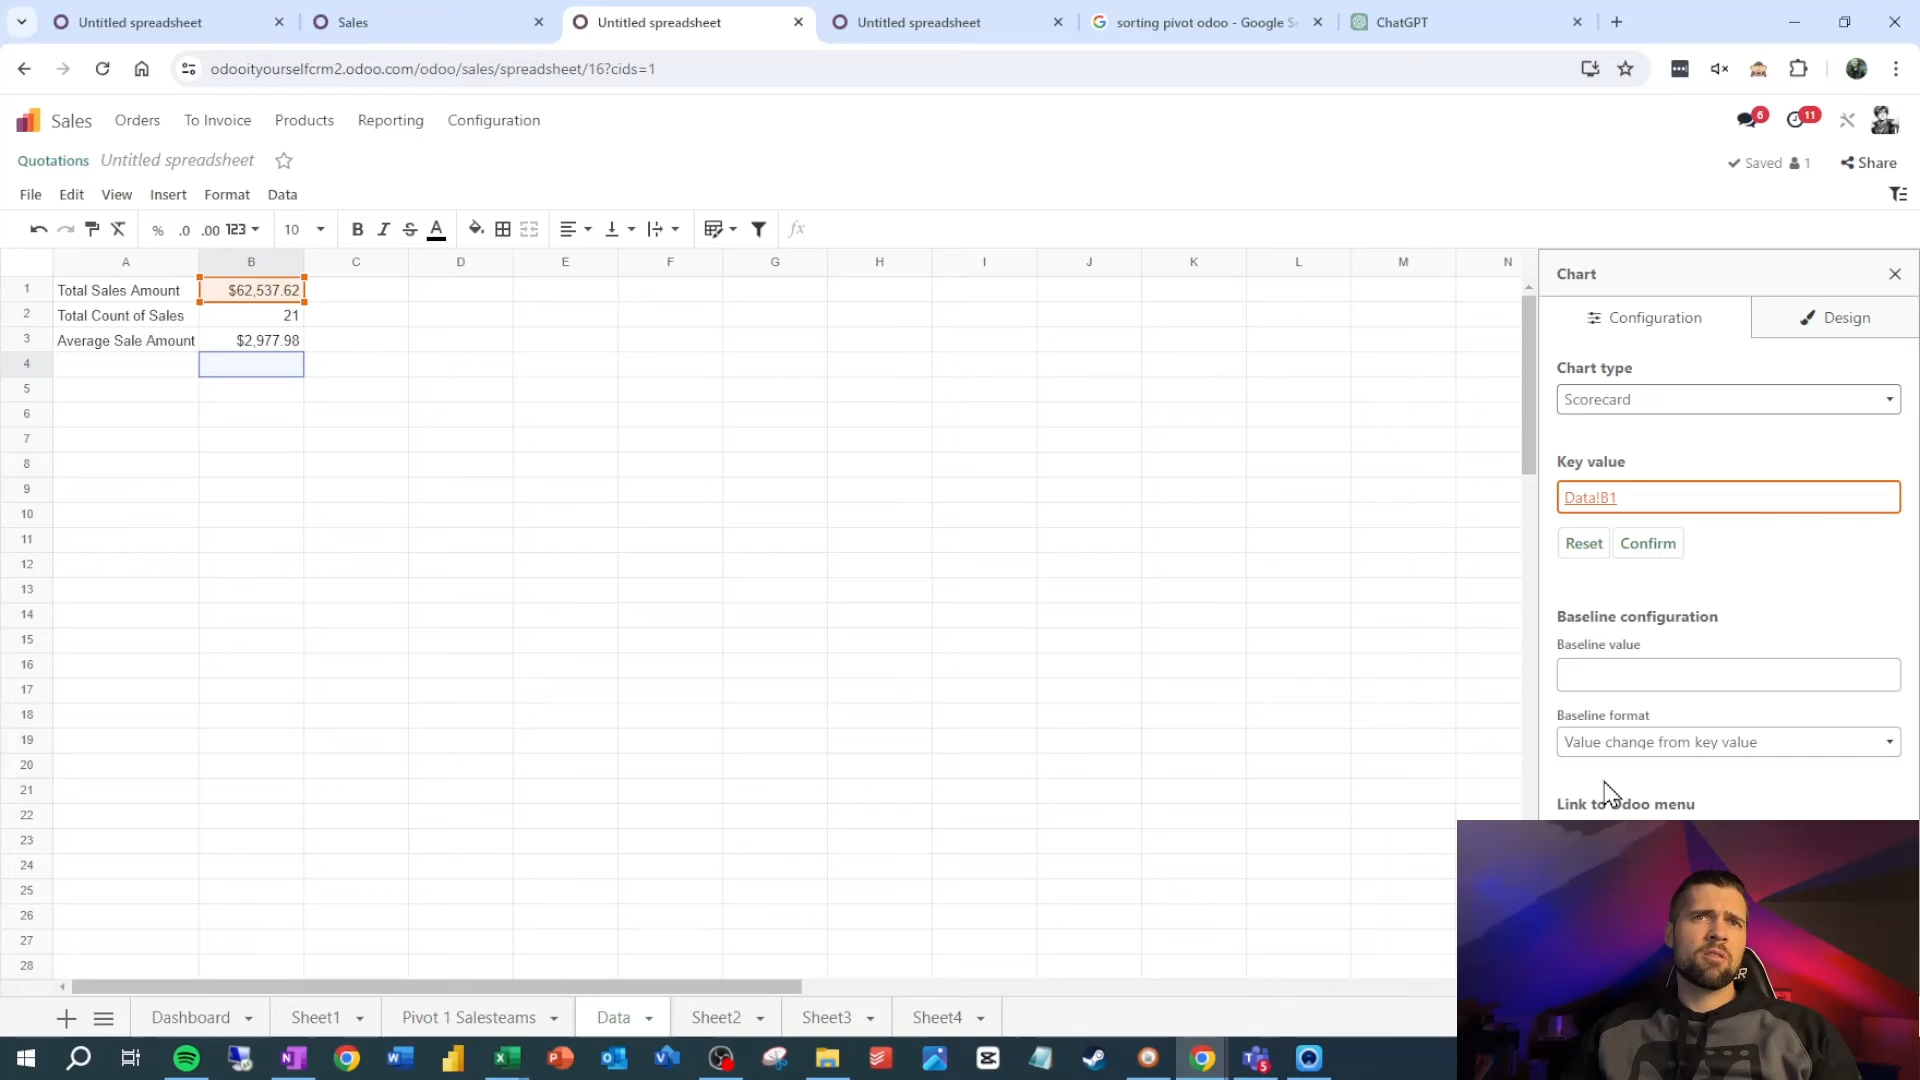 Untitled spreadsheet
Sales
Untitled spreadsheet
Untitled spreadsheet
sorting pivot odoo - Google S
ChatGPT
odooityourselfcrm2.odoo.com/odoo/sales/spreadsheet/16?cids=1
Sales Orders To Invoice Products Reporting Configuration
6 11
Quotations Untitled spreadsheet
Saved 1 Share
File Edit View Insert Format Data
% .0 .00 123 10 B I S A fx
A B C D E F G H I J K L M N
1 Total Sales Amount $62,537.62
2 Total Count of Sales 21
3 Average Sale Amount $2,977.98
4
5
6
7
8
9
10
11
12
13
14
15
16
17
18
19
20
21
22
23
24
25
26
27
28
Chart
Configuration Design
Chart type
Scorecard
Key value
Data!B1
Reset Confirm
Baseline configuration
Baseline value
Baseline format
Value change from key value
Link to Odoo menu
Dashboard Sheet1 Pivot 1 Salesteams Data Sheet2 Sheet3 Sheet4